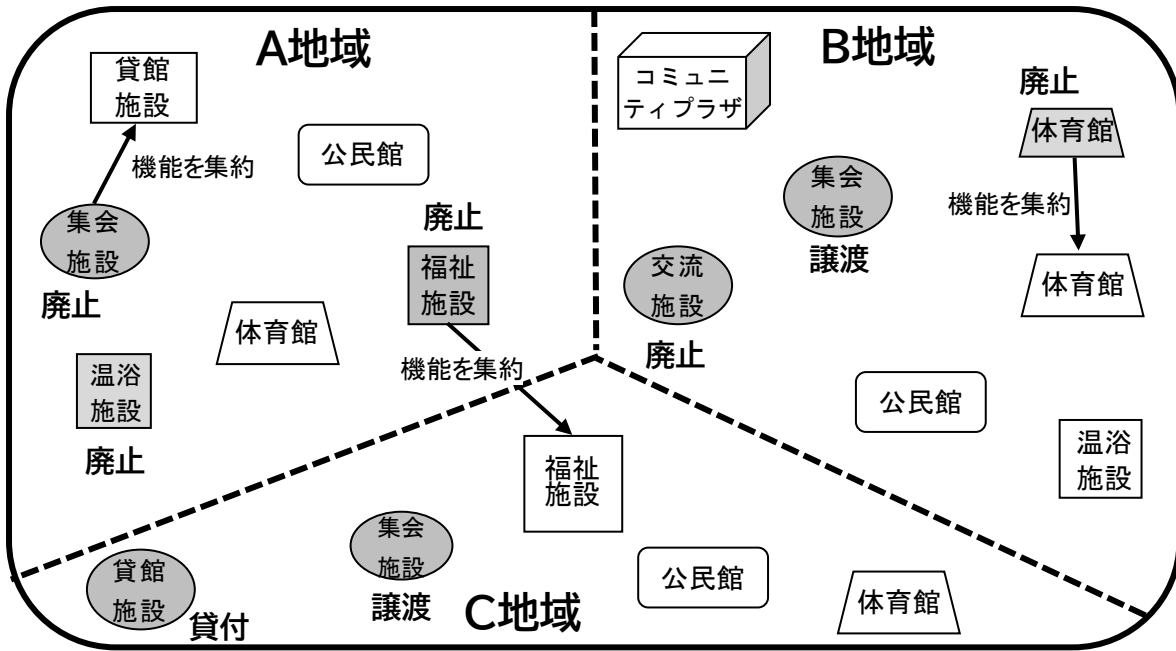 A地域
貸館
施設
機能を集約
公民館
集会
施設
廃止
廃止
福祉
施設
機能を集約
体育館
温浴
施設
廃止
B地域
コミュニ
ティプラザ
廃止
体育館
機能を集約
体育館
集会
施設
譲渡
交流
施設
廃止
公民館
温浴
施設
福祉
施設
貸館
施設
貸付
集会
施設
譲渡
C地域
公民館
体育館